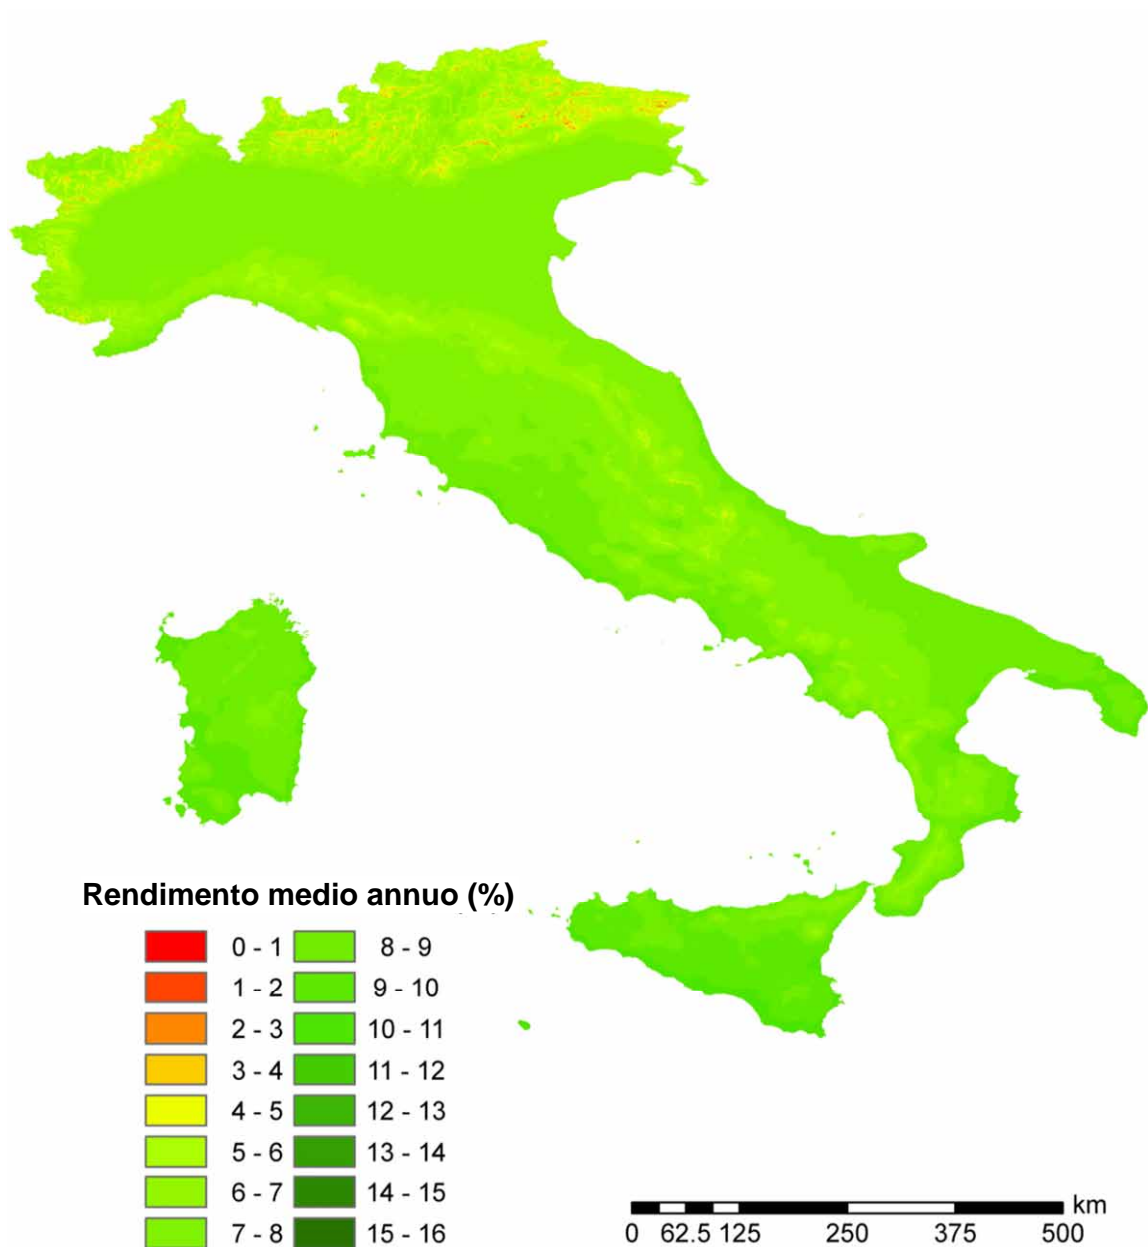 Rendimento medio annuo (%)
0 - 1 8 - 9
1 - 2 9 - 10
2 - 3 10 - 11
3 - 4 11 - 12
4 - 5 12 - 13
5 - 6 13 - 14
6 - 7 14 - 15
7 - 8 15 - 16
km
0 62.5 125 250 375 500